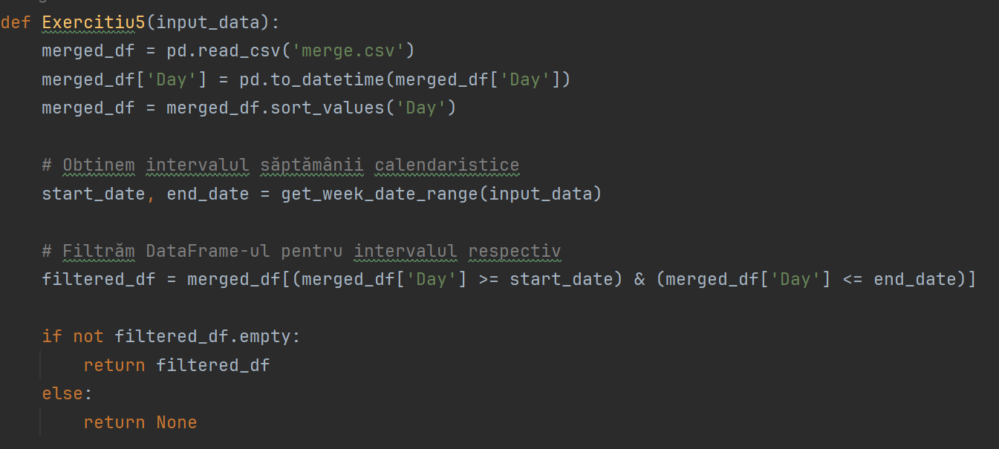 def Exercitiu5(input_data):
    merged_df = pd.read_csv('merge.csv')
    merged_df['Day'] = pd.to_datetime(merged_df['Day'])
    merged_df = merged_df.sort_values('Day')

    # Obținem intervalul săptămânii calendaristice
    start_date, end_date = get_week_date_range(input_data)

    # Filtrăm DataFrame-ul pentru intervalul respectiv
    filtered_df = merged_df[(merged_df['Day'] >= start_date) & (merged_df['Day'] <= end_date)]

    if not filtered_df.empty:
        return filtered_df
    else:
        return None